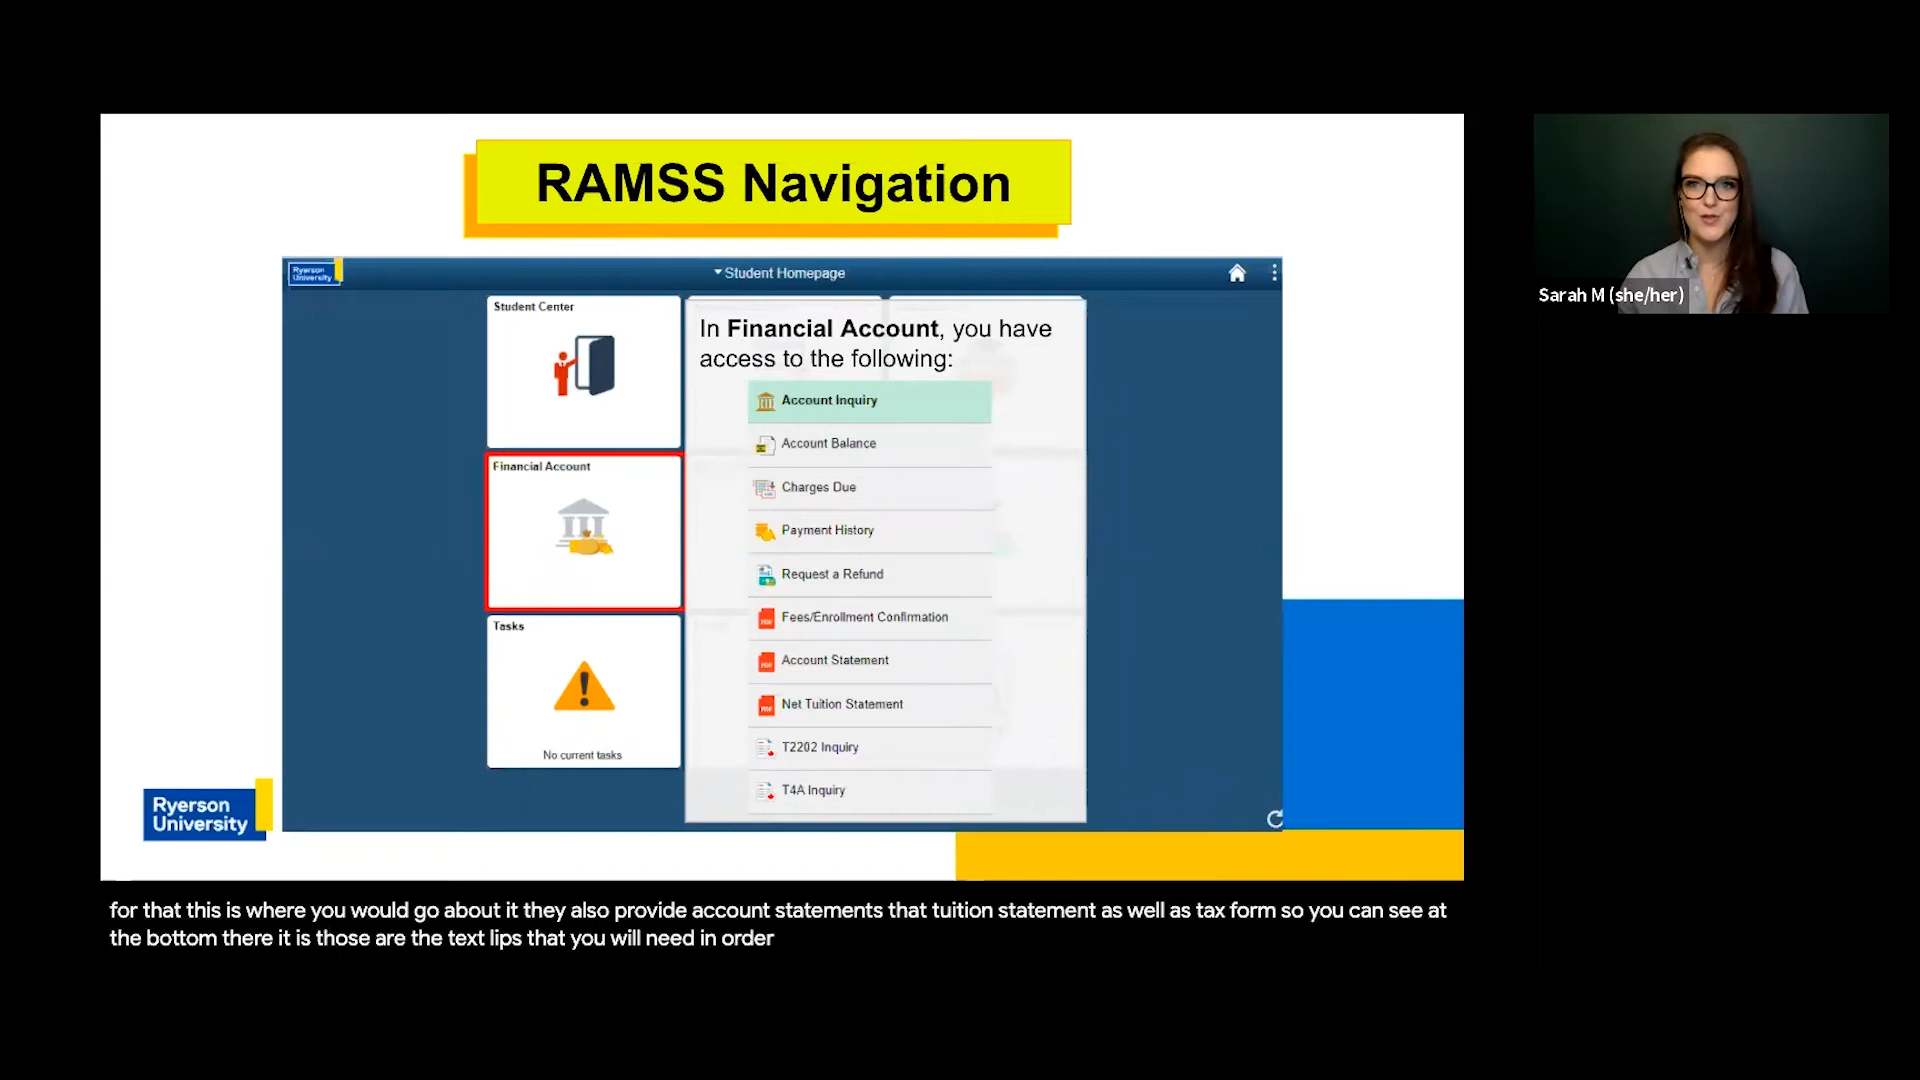 RAMSS Navigation
Ryerson
University
Student Homepage
Student Center
In Financial Account, you have
access to the following:
Account Inquiry
Account Balance
Charges Due
Payment History
Request a Refund
Fees/Enrollment Confirmation
Account Statement
Net Tuition Statement
T2202 Inquiry
T4A Inquiry
Financial Account
Tasks
No current tasks
Ryerson
University
Sarah M (she/her)
for that this is where you would go about it they also provide account statements that tuition statement as well as tax form so you can see at
the bottom there it is those are the text lips that you will need in order